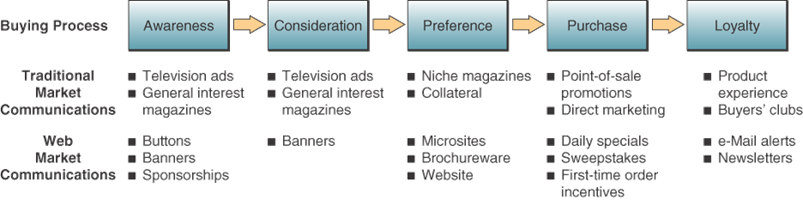 Buying Process
Awareness
Consideration
Preference
Purchase
Loyalty
Traditional
Market
Communications
■ Television ads
■ General interest
magazines
■ Television ads
■ General interest
magazines
■ Niche magazines
■ Collateral
■ Point-of-sale
promotions
■ Direct marketing
■ Product
experience
■ Buyers' clubs
Web
Market
Communications
■ Buttons
■ Banners
■ Sponsorships
■ Banners
■ Microsites
■ Brochureware
■ Website
■ Daily specials
■ Sweepstakes
■ First-time order
incentives
■ e-Mail alerts
■ Newsletters